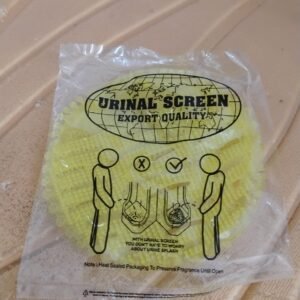 URINAL SCREEN
EXPORT QUALITY
WITH URINAL SCREEN
YOU DON'T HAVE TO WORRY
ABOUT URINE SPLASH
Note : Heat Sealed Packaging To Preserve Fragrance Until Open